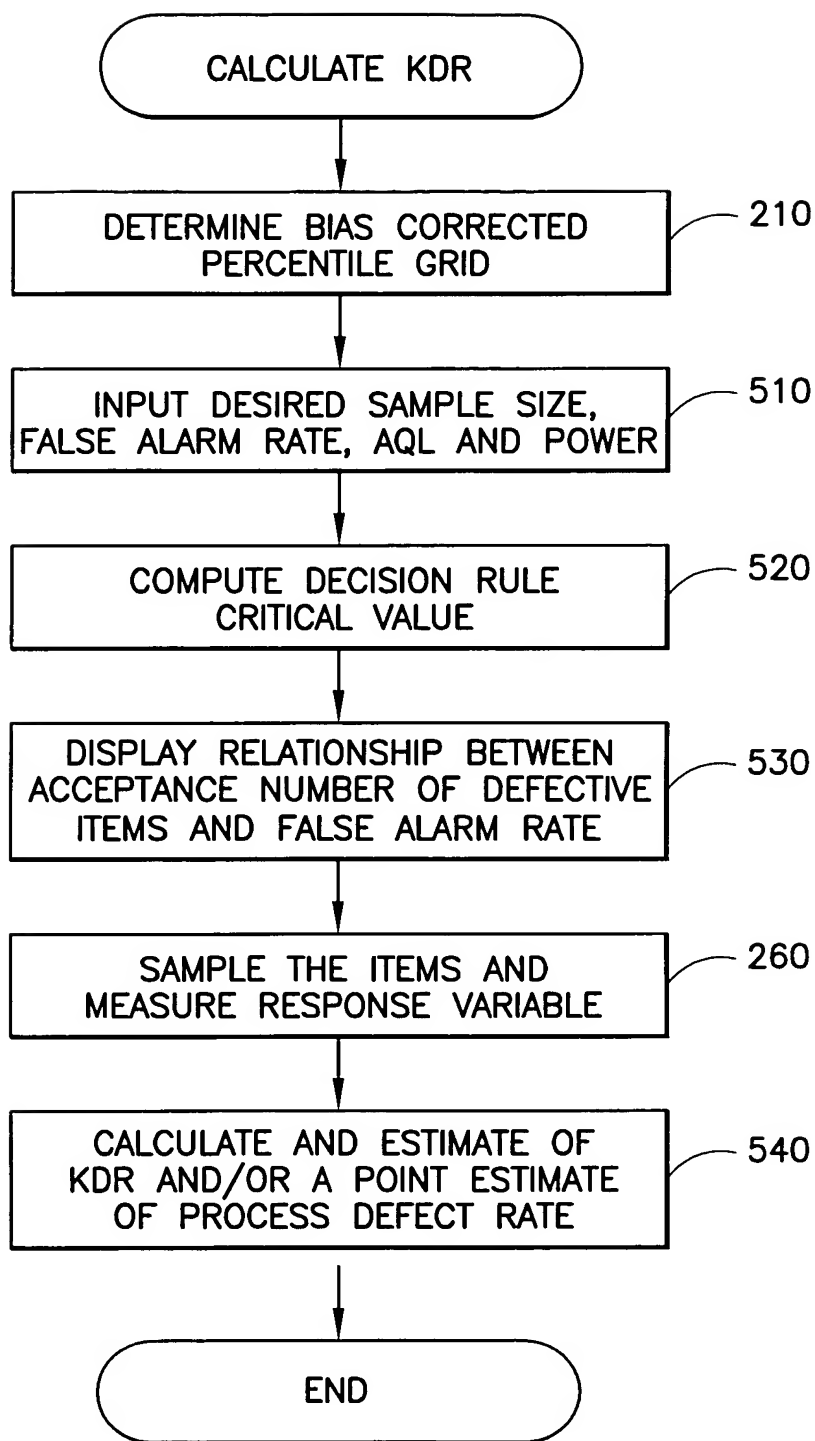 CALCULATE KDR
DETERMINE BIAS CORRECTED
PERCENTILE GRID
210
INPUT DESIRED SAMPLE SIZE,
FALSE ALARM RATE, AQL AND POWER
510
COMPUTE DECISION RULE
CRITICAL VALUE
520
DISPLAY RELATIONSHIP BETWEEN
ACCEPTANCE NUMBER OF DEFECTIVE
ITEMS AND FALSE ALARM RATE
530
SAMPLE THE ITEMS AND
MEASURE RESPONSE VARIABLE
260
CALCULATE AND ESTIMATE OF
KDR AND/OR A POINT ESTIMATE
OF PROCESS DEFECT RATE
540
END